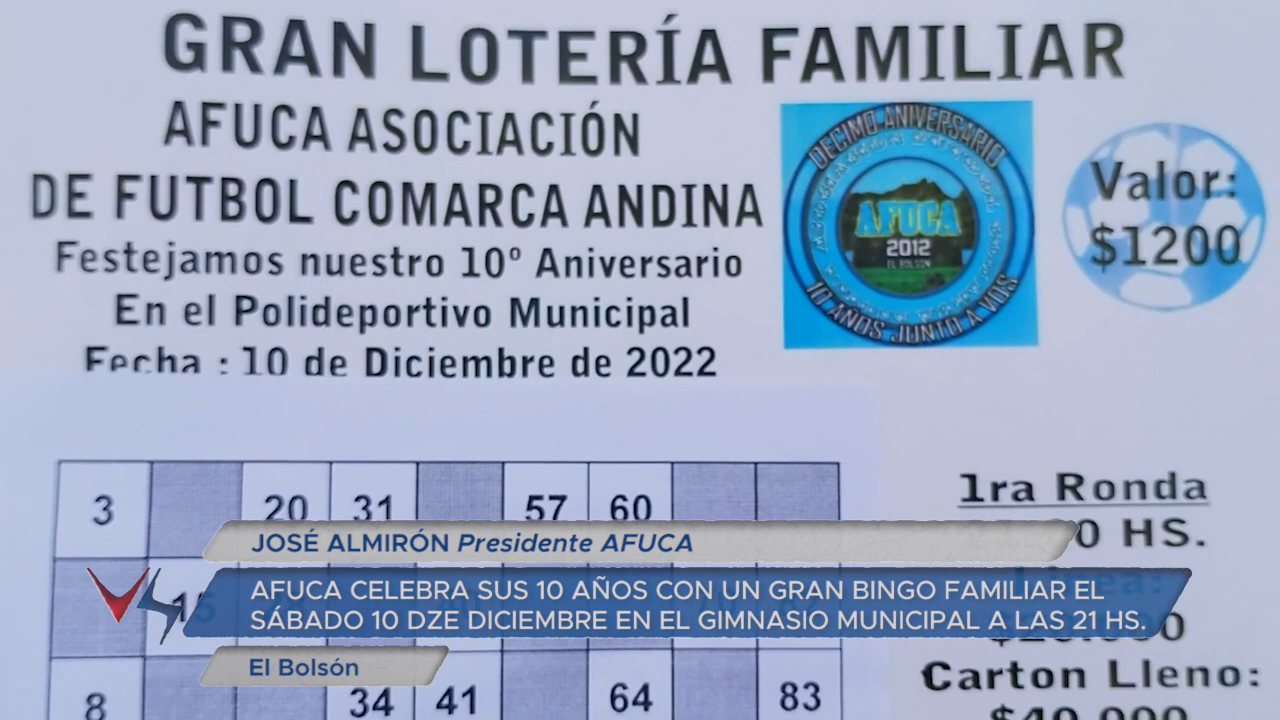 GRAN LOTERÍA FAMILIAR
AFUCA ASOCIACIÓN
DE FUTBOL COMARCA ANDINA
Festejamos nuestro 10º Aniversario
En el Polideportivo Municipal
Fecha : 10 de Diciembre de 2022
DECIMO ANIVERSARIO
AFUCA
2012
EL BOLSON
10 AÑOS JUNTO A VOS
Valor:
$1200
3 20 31 57 60
15
8 34 41 64 83
1ra Ronda
HS.
Carton Lleno:
$40.000
JOSÉ ALMIRÓN Presidente AFUCA
AFUCA CELEBRA SUS 10 AÑOS CON UN GRAN BINGO FAMILIAR EL
SÁBADO 10 DZE DICIEMBRE EN EL GIMNASIO MUNICIPAL A LAS 21 HS.
El Bolsón